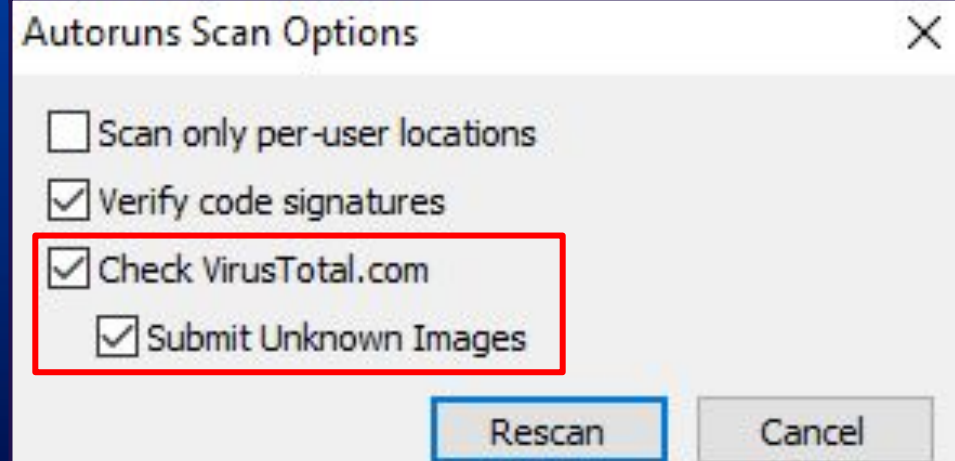 Autoruns Scan Options
Scan only per-user locations
Verify code signatures
Check VirusTotal.com
Submit Unknown Images
Rescan Cancel